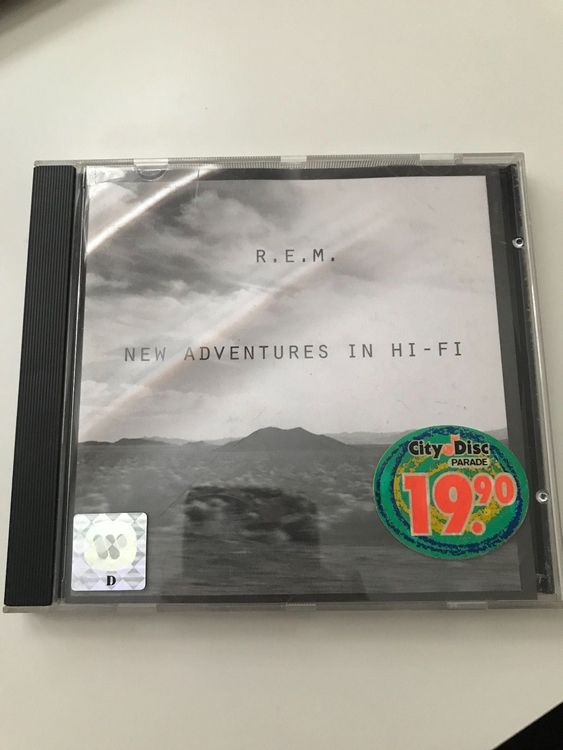 R.E.M.
NEW ADVENTURES IN HI-FI
City Disc
PARADE
19.90
D